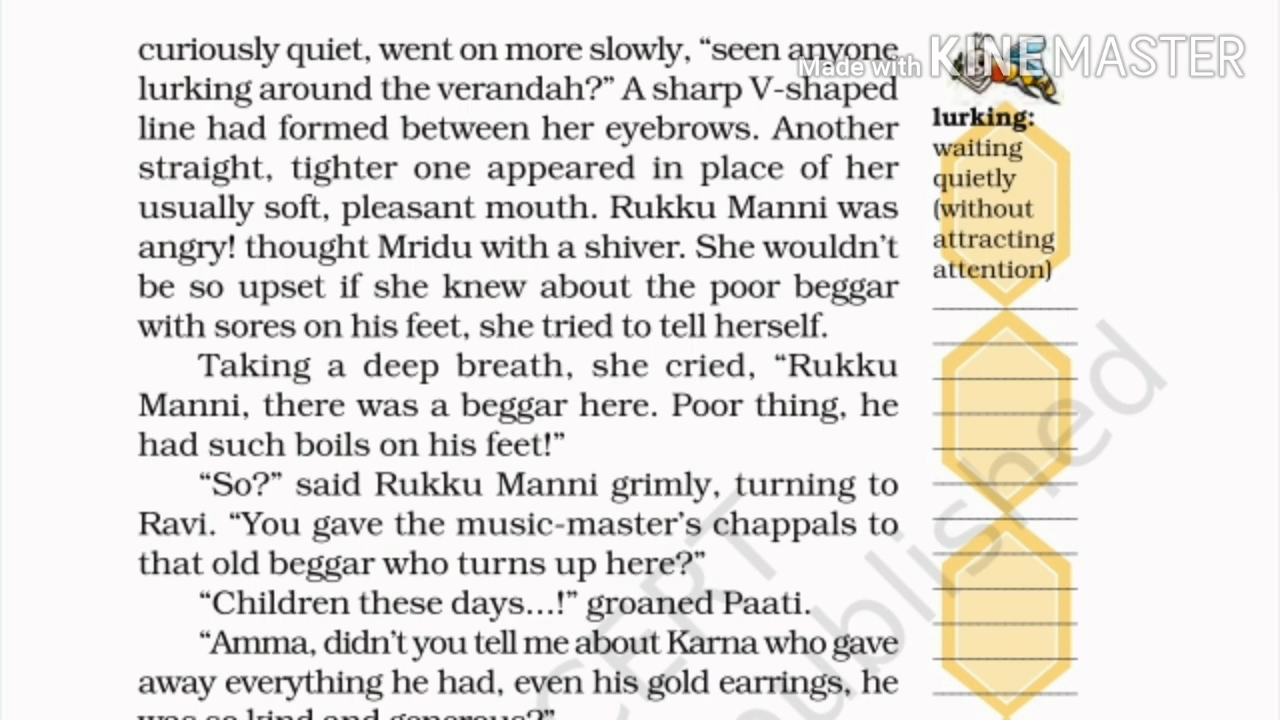 curiously quiet, went on more slowly, “seen anyone
lurking around the verandah?” A sharp V-shaped
line had formed between her eyebrows. Another
straight, tighter one appeared in place of her
usually soft, pleasant mouth. Rukku Manni was
angry! thought Mridu with a shiver. She wouldn’t
be so upset if she knew about the poor beggar
with sores on his feet, she tried to tell herself.
Taking a deep breath, she cried, “Rukku
Manni, there was a beggar here. Poor thing, he
had such boils on his feet!”
“So?” said Rukku Manni grimly, turning to
Ravi. “You gave the music-master’s chappals to
that old beggar who turns up here?”
“Children these days...!” groaned Paati.
“Amma, didn’t you tell me about Karna who gave
away everything he had, even his gold earrings, he
was so kind and generous?”
Made with KINEMASTER
lurking:
waiting
quietly
(without
attracting
attention)